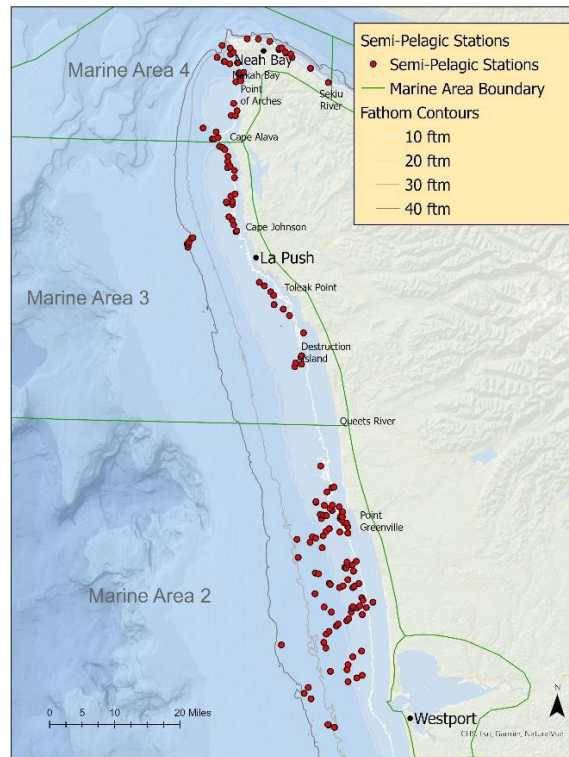 Marine Area 4
Neah Bay
Makah Bay
Point of Arches
Sekiu
River
Semi-Pelagic Stations
Semi-Pelagic Stations
Marine Area Boundary
Fathom Contours
10 ftm
20 ftm
30 ftm
40 ftm
Cape Alava
Cape Johnson
La Push
Marine Area 3
Toleak Point
Destruction
Island
Queets River
Point
Greenville
Marine Area 2
0 5 10 20 Miles
N
Westport